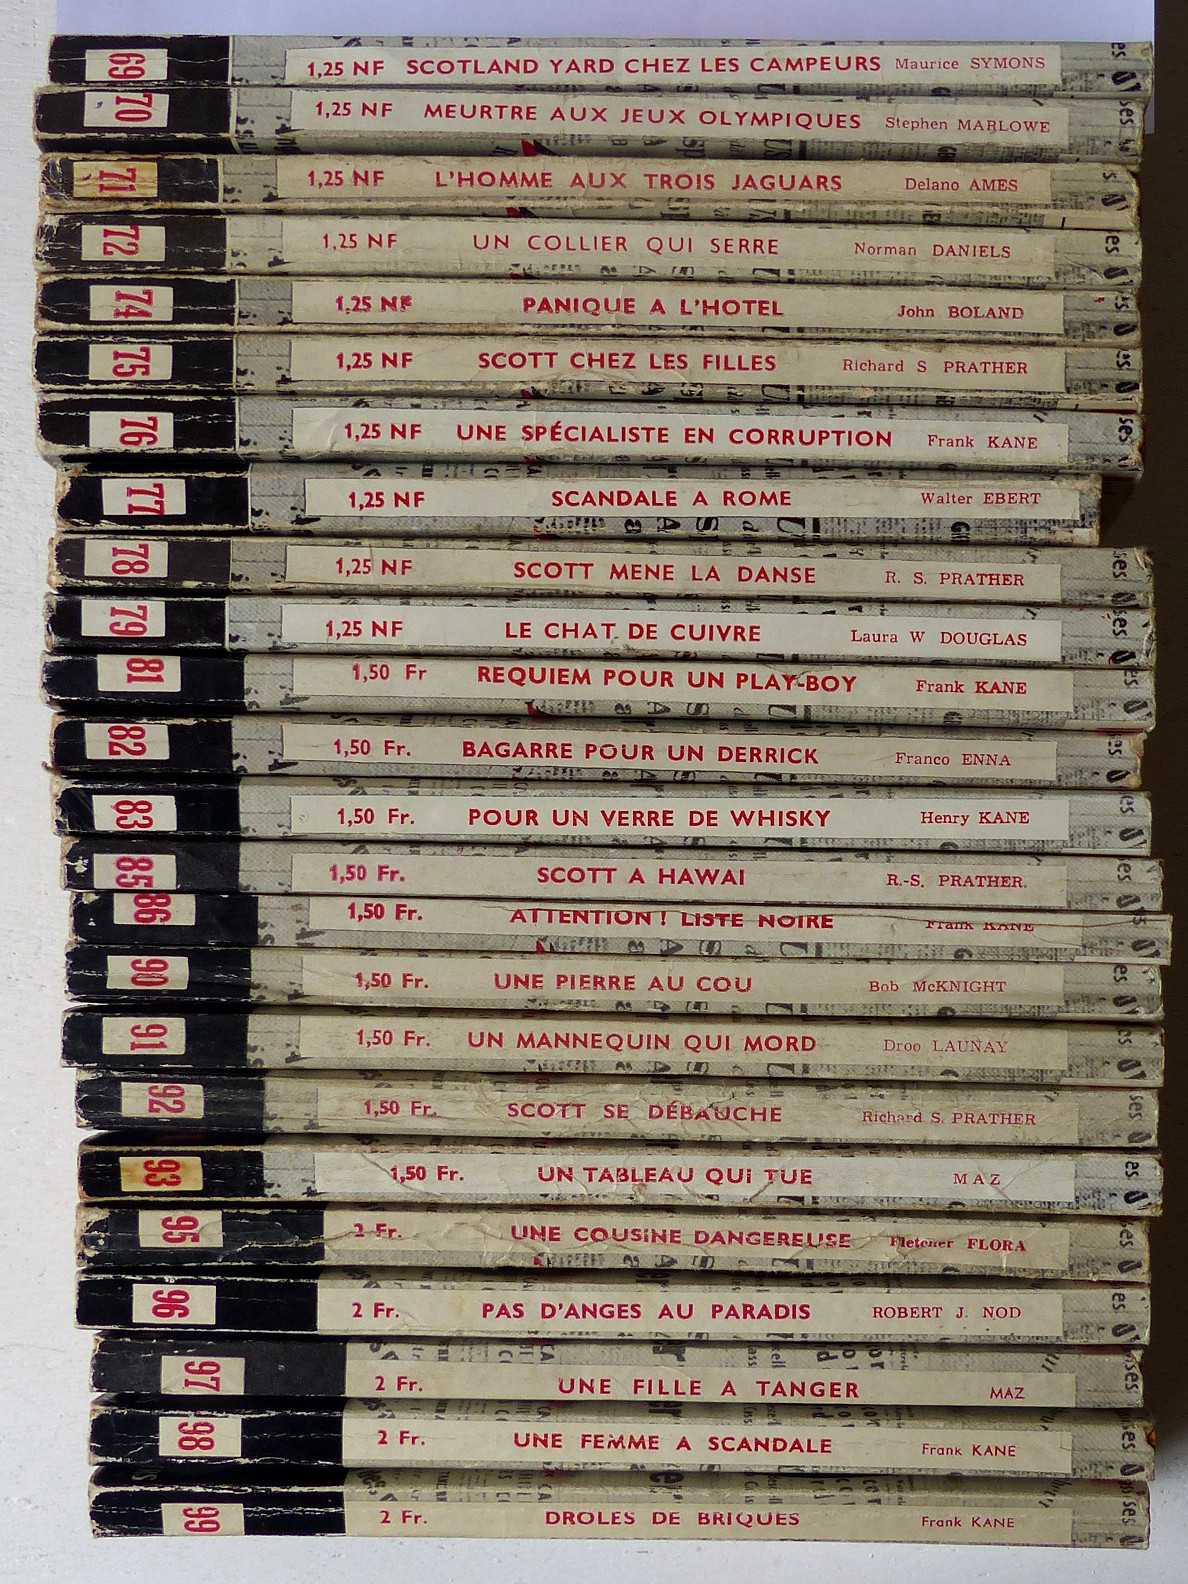 69 1,25 NF SCOTLAND YARD CHEZ LES CAMPEURS Maurice SYMONS
70 1,25 NF MEURTRE AUX JEUX OLYMPIQUES Stephen MARLOWE
71 1,25 NF L'HOMME AUX TROIS JAGUARS Delano AMES
72 1,25 NF UN COLLIER QUI SERRE Norman DANIELS
74 1,25 NF PANIQUE A L'HOTEL John BOLAND
75 1,25 NF SCOTT CHEZ LES FILLES Richard S PRATHER
76 1,25 NF UNE SPÉCIALISTE EN CORRUPTION Frank KANE
77 1,25 NF SCANDALE A ROME Walter EBERT
78 1,25 NF SCOTT MENE LA DANSE R. S. PRATHER
79 1,25 NF LE CHAT DE CUIVRE Laura W DOUGLAS
81 1,50 Fr REQUIEM POUR UN PLAY-BOY Frank KANE
82 1,50 Fr. BAGARRE POUR UN DERRICK Franco ENNA
83 1,50 Fr. POUR UN VERRE DE WHISKY Henry KANE
85 1,50 Fr. SCOTT A HAWAI R.-S. PRATHER.
86 1,50 Fr. ATTENTION! LISTE NOIRE Frank KANE
90 1,50 Fr. UNE PIERRE AU COU Bob McKNIGHT
91 1,50 Fr. UN MANNEQUIN QUI MORD Droo LAUNAY
92 1,50 Fr. SCOTT SE DÉBAUCHE Richard S. PRATHER
93 1,50 Fr. UN TABLEAU QUi TUE MAZ
95 2 Fr. UNE COUSINE DANGEREUSE Fletcher FLORA
96 2 Fr. PAS D'ANGES AU PARADIS ROBERT J. NOD
97 2 Fr. UNE FILLE A TANGER MAZ
98 2 Fr. UNE FEMME A SCANDALE Frank KANE
99 2 Fr. DROLES DE BRIQUES Frank KANE